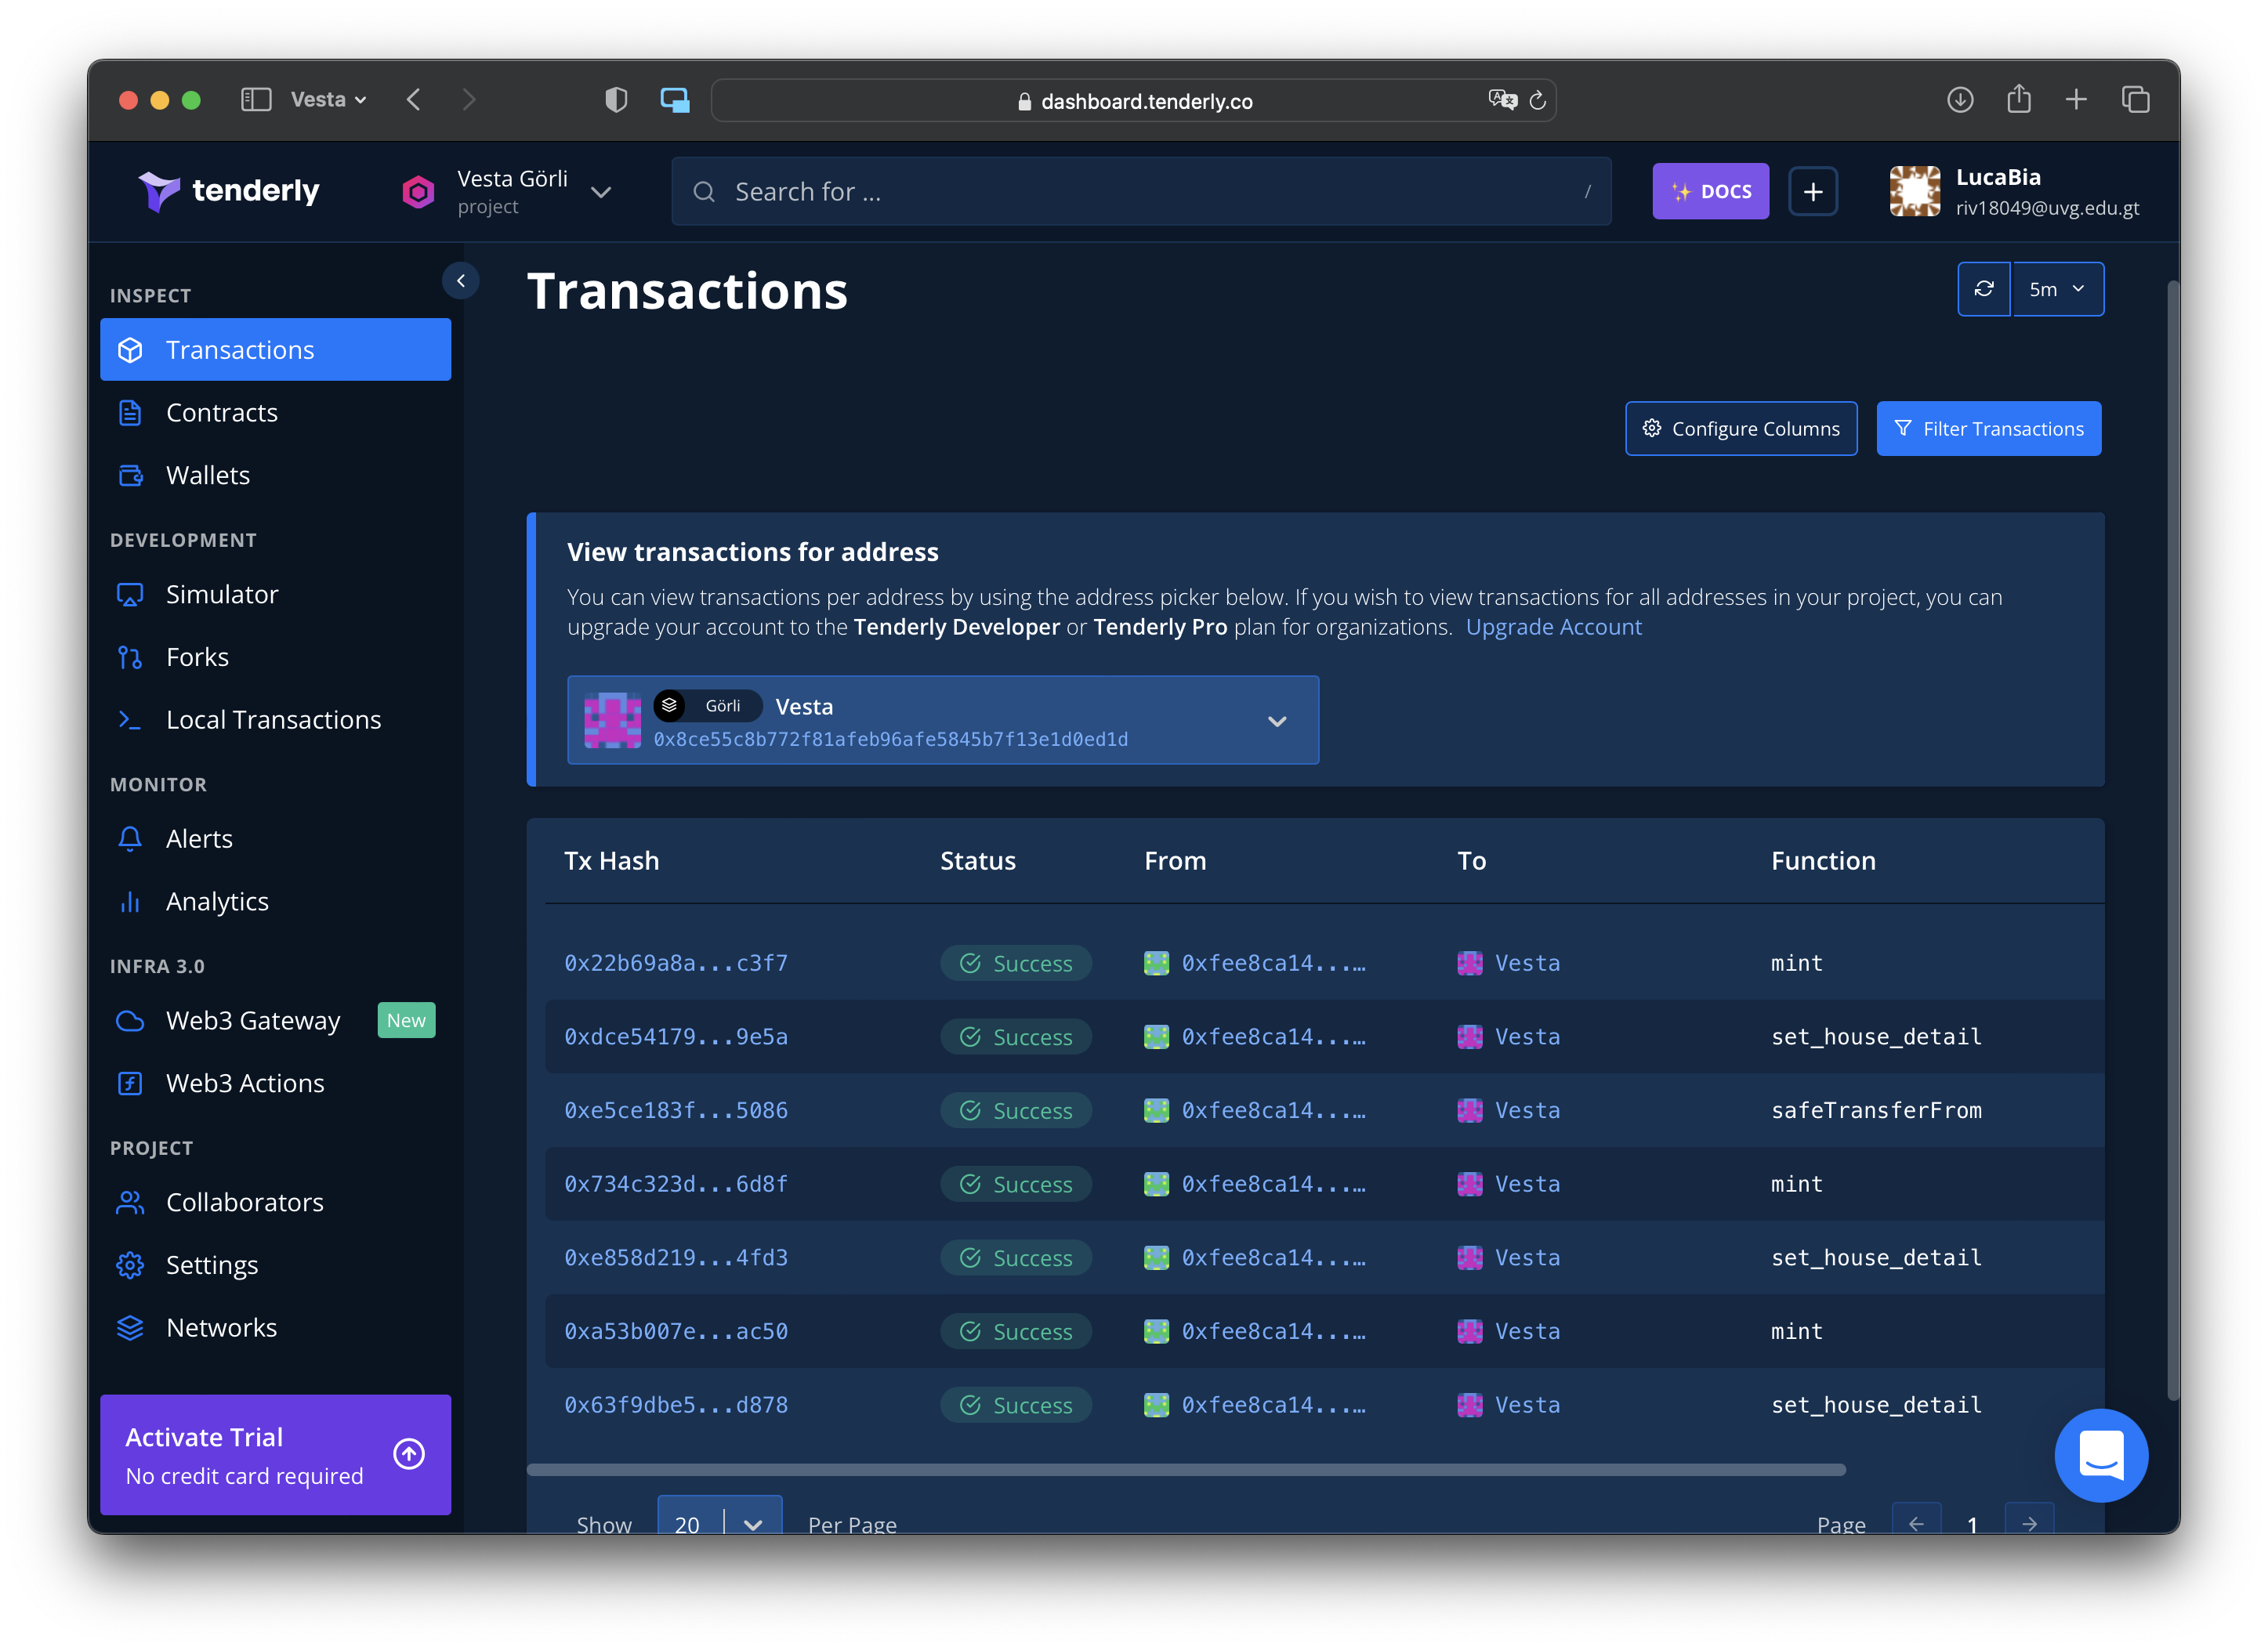 Vesta
dashboard.tenderly.co
tenderly
Vesta Görli
project
Search for ...
/
✨ DOCS
LucaBia
riv18049@uvg.edu.gt
INSPECT
Transactions
Contracts
Wallets
DEVELOPMENT
Simulator
Forks
Local Transactions
MONITOR
Alerts
Analytics
INFRA 3.0
Web3 Gateway New
Web3 Actions
PROJECT
Collaborators
Settings
Networks
Activate Trial
No credit card required
Transactions
5m
Configure Columns
Filter Transactions
View transactions for address
You can view transactions per address by using the address picker below. If you wish to view transactions for all addresses in your project, you can
upgrade your account to the Tenderly Developer or Tenderly Pro plan for organizations. Upgrade Account
Görli Vesta
0x8ce55c8b772f81afeb96afe5845b7f13e1d0ed1d
Tx Hash Status From To Function
0x22b69a8a...c3f7 Success 0xfee8ca14...… Vesta mint
0xdce54179...9e5a Success 0xfee8ca14...… Vesta set_house_detail
0xe5ce183f...5086 Success 0xfee8ca14...… Vesta safeTransferFrom
0x734c323d...6d8f Success 0xfee8ca14...… Vesta mint
0xe858d219...4fd3 Success 0xfee8ca14...… Vesta set_house_detail
0xa53b007e...ac50 Success 0xfee8ca14...… Vesta mint
0x63f9dbe5...d878 Success 0xfee8ca14...… Vesta set_house_detail
Show 20 Per Page
Page 1